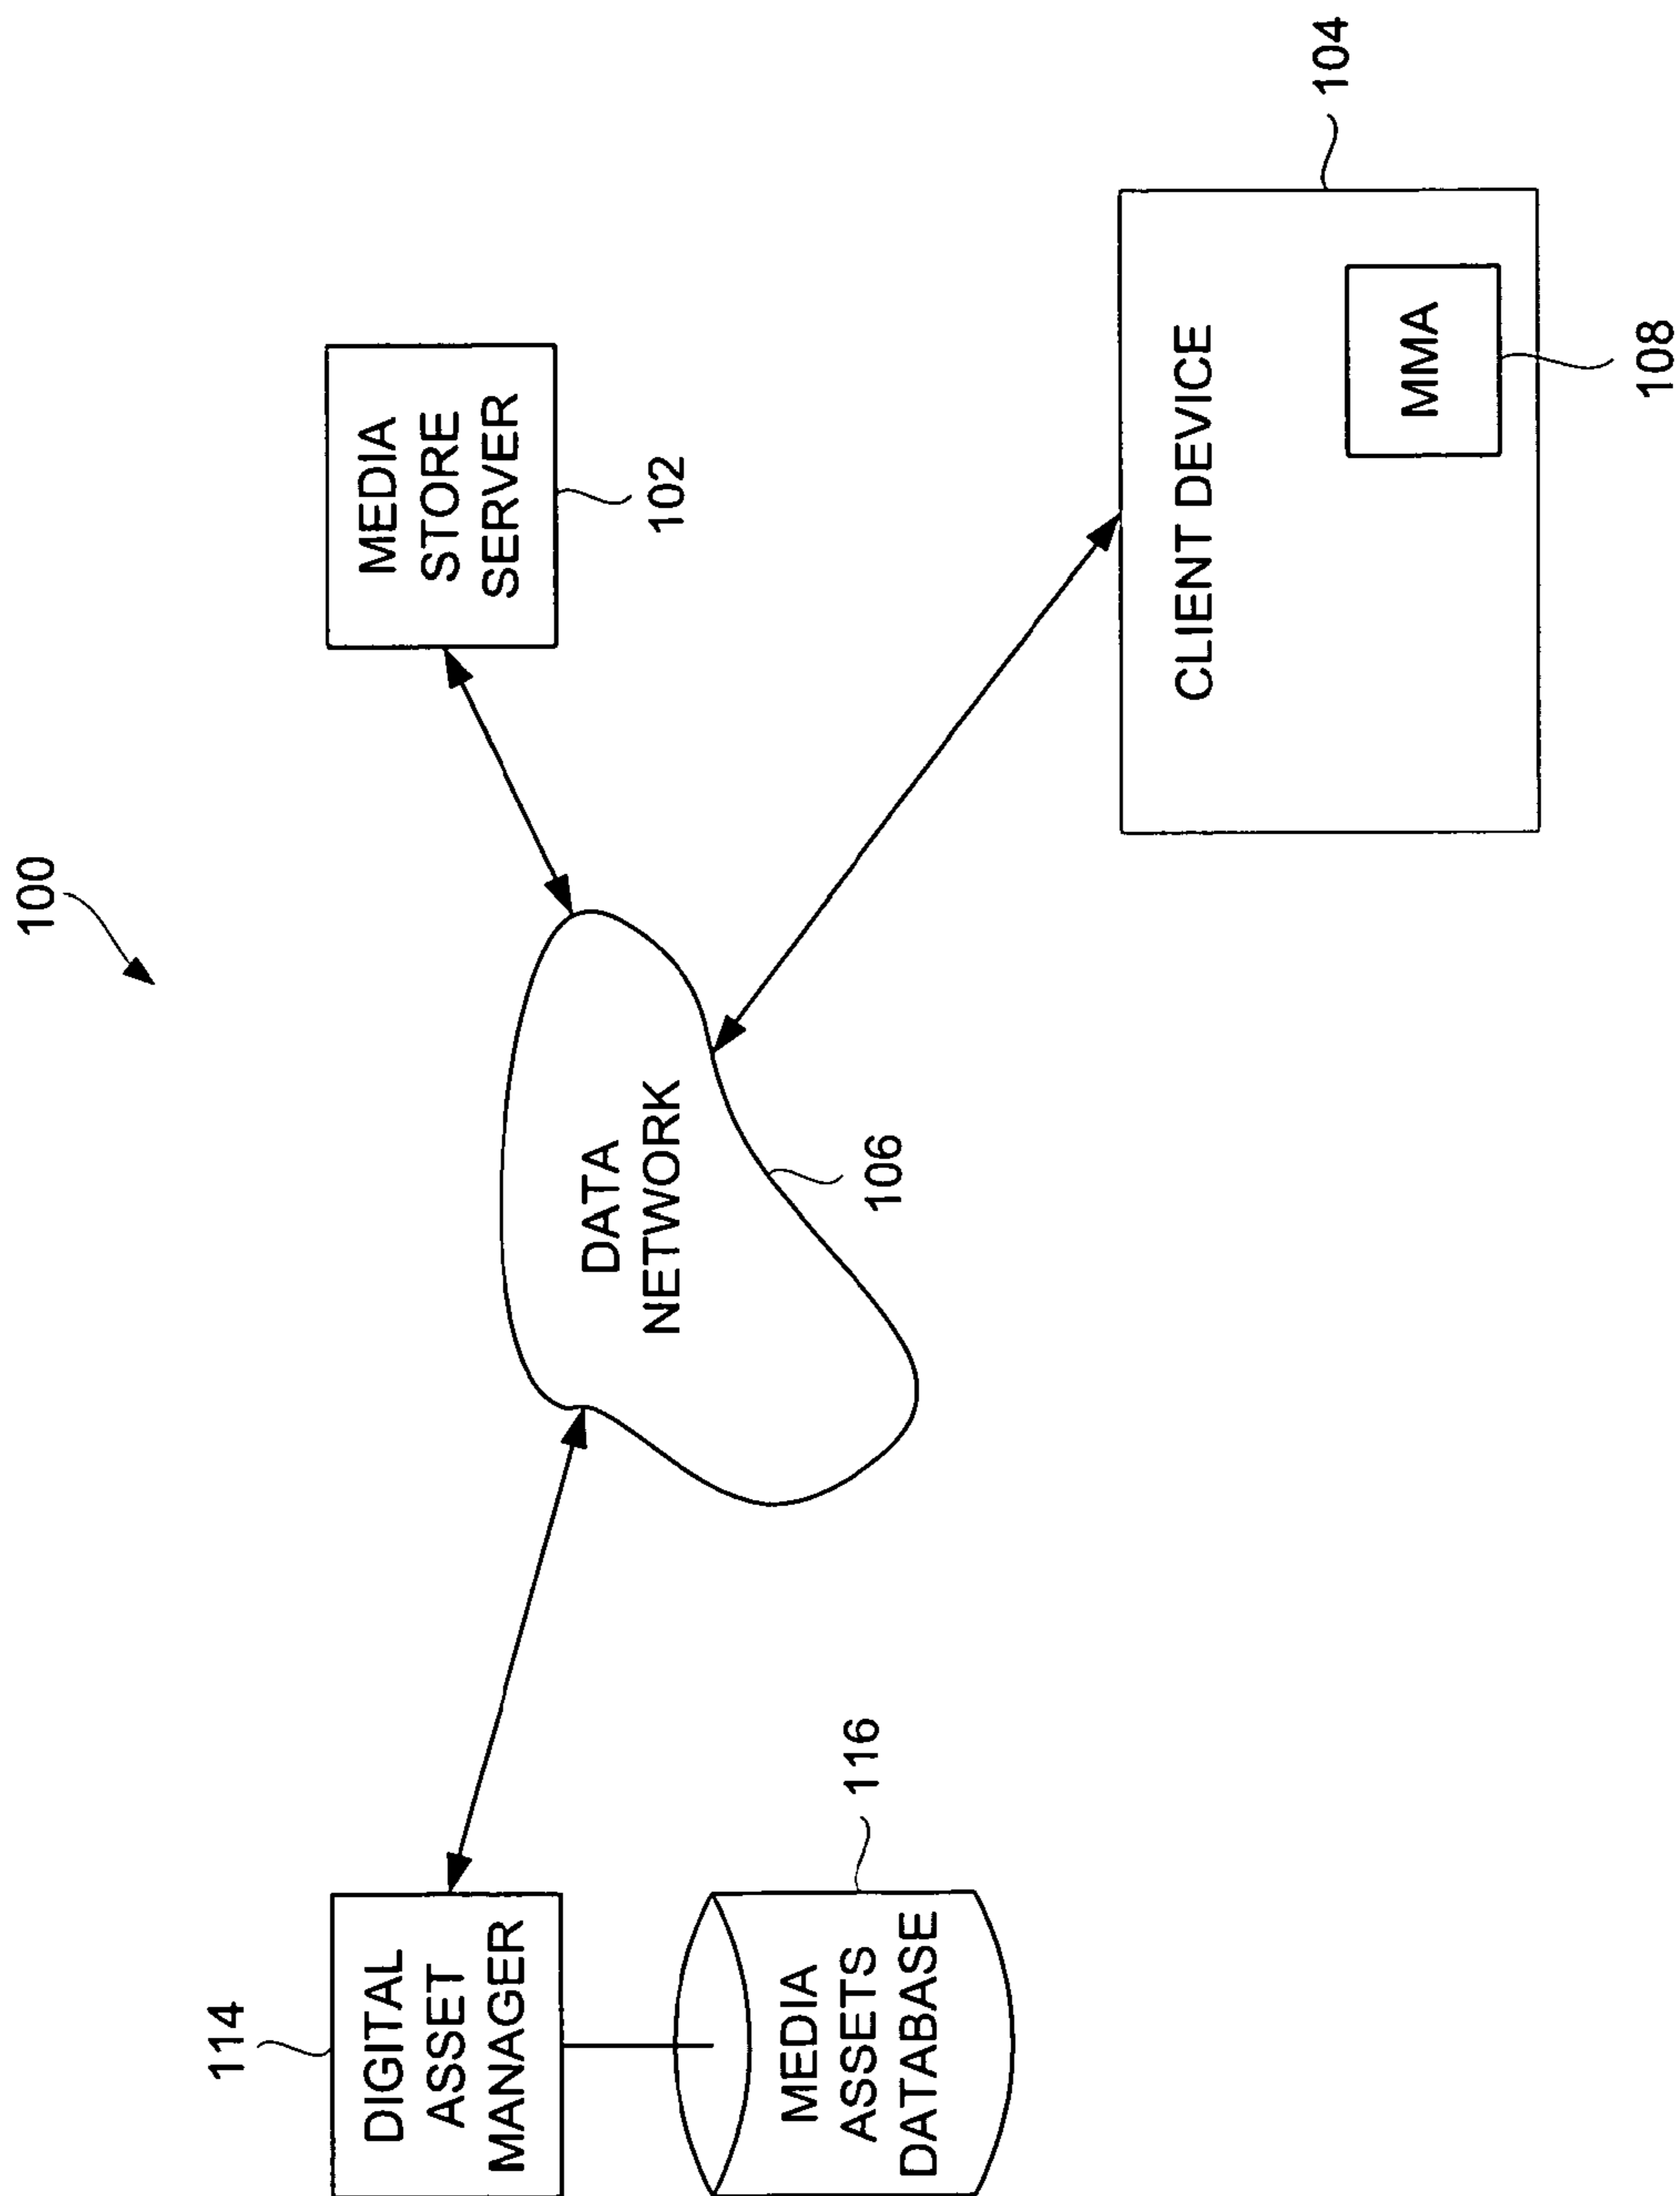 100
114
DIGITAL
ASSET
MANAGER
MEDIA
ASSETS
DATABASE
116
DATA
NETWORK
106
MEDIA
STORE
SERVER
102
CLIENT DEVICE
104
MMA
108